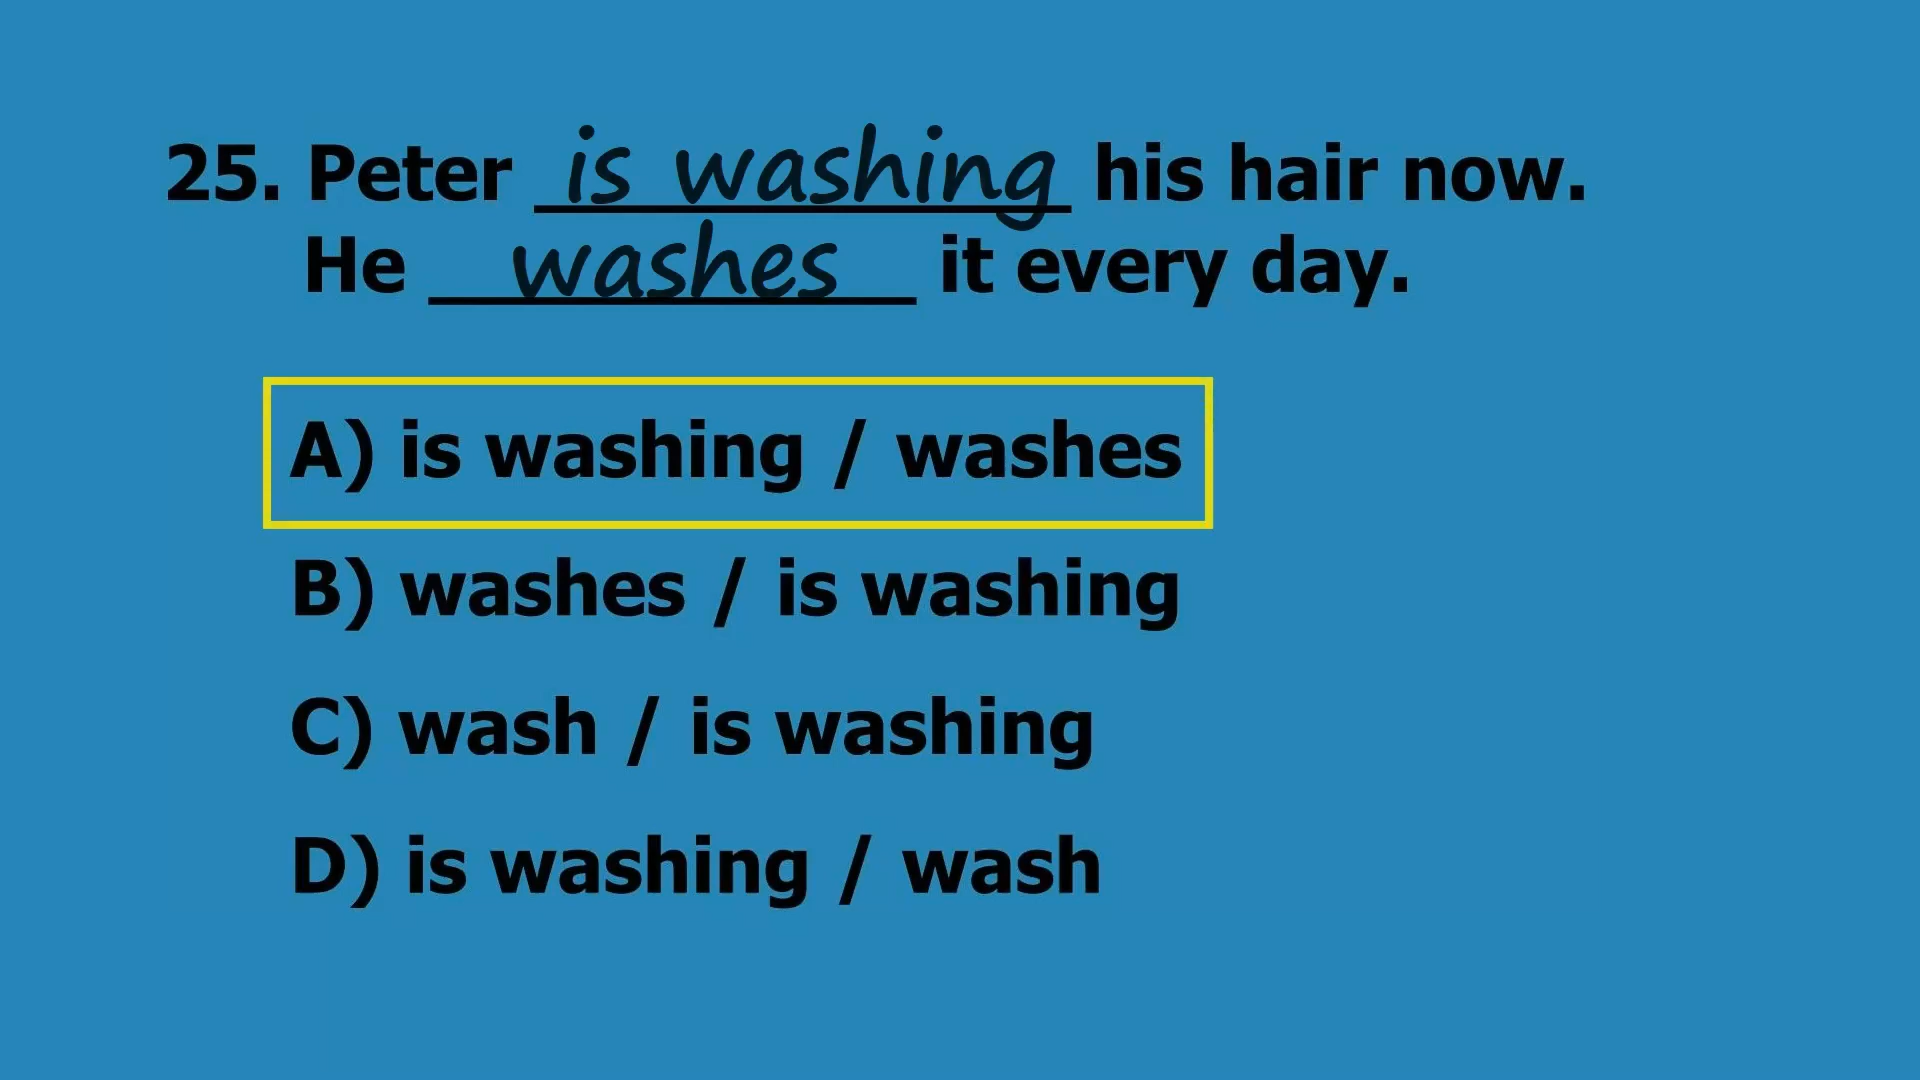 25. Peter is washing his hair now.
He washes it every day.
A) is washing / washes
B) washes / is washing
C) wash / is washing
D) is washing / wash